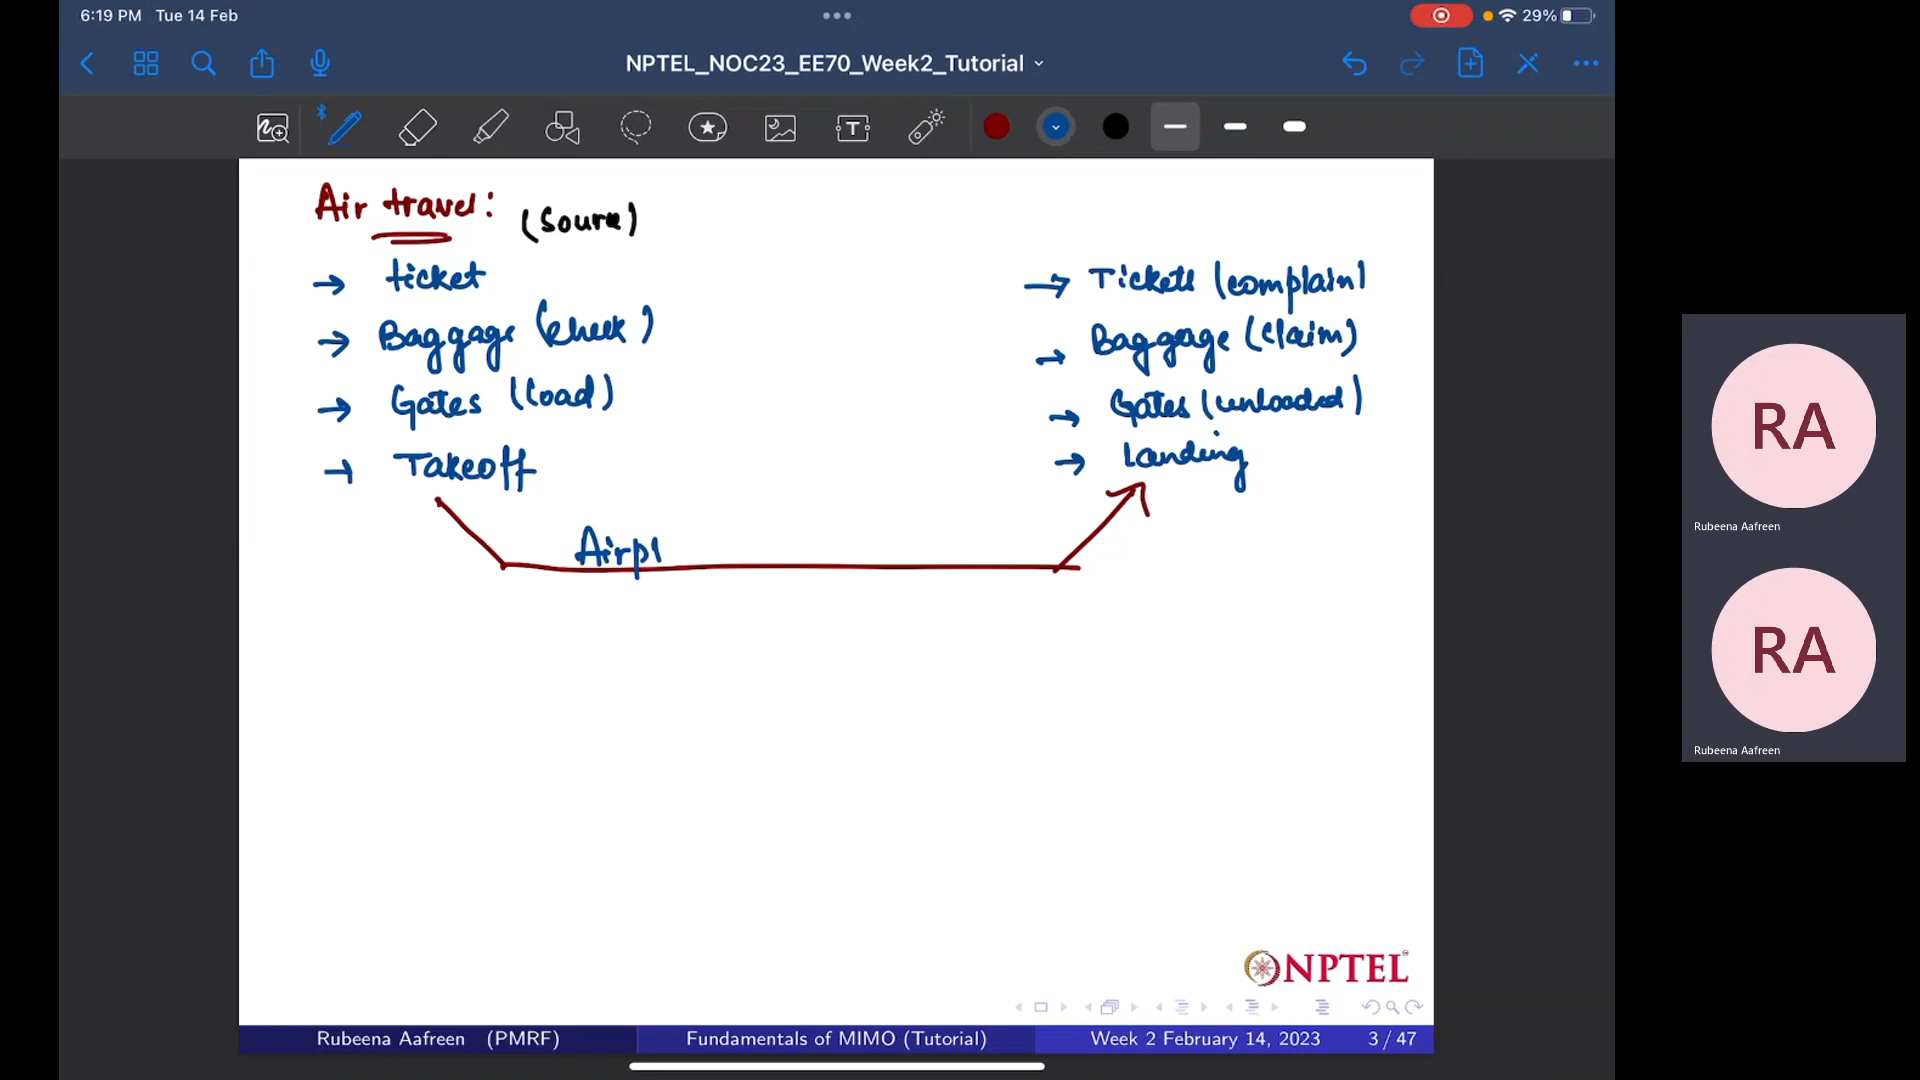 6:19 PM Tue 14 Feb
29%
NPTEL_NOC23_EE70_Week2_Tutorial
Air travel:
(Soure)
→ ticket
→ Baggage (check)
→ Gates (load)
→ Takeoff
→ Tickets (complain)
→ Baggage (claim)
→ Gates (unloaded)
→ Landing
Airpl
RA
Rubeena Aafreen
RA
Rubeena Aafreen
NPTEL
Rubeena Aafreen (PMRF) Fundamentals of MIMO (Tutorial) Week 2 February 14, 2023 3 / 47